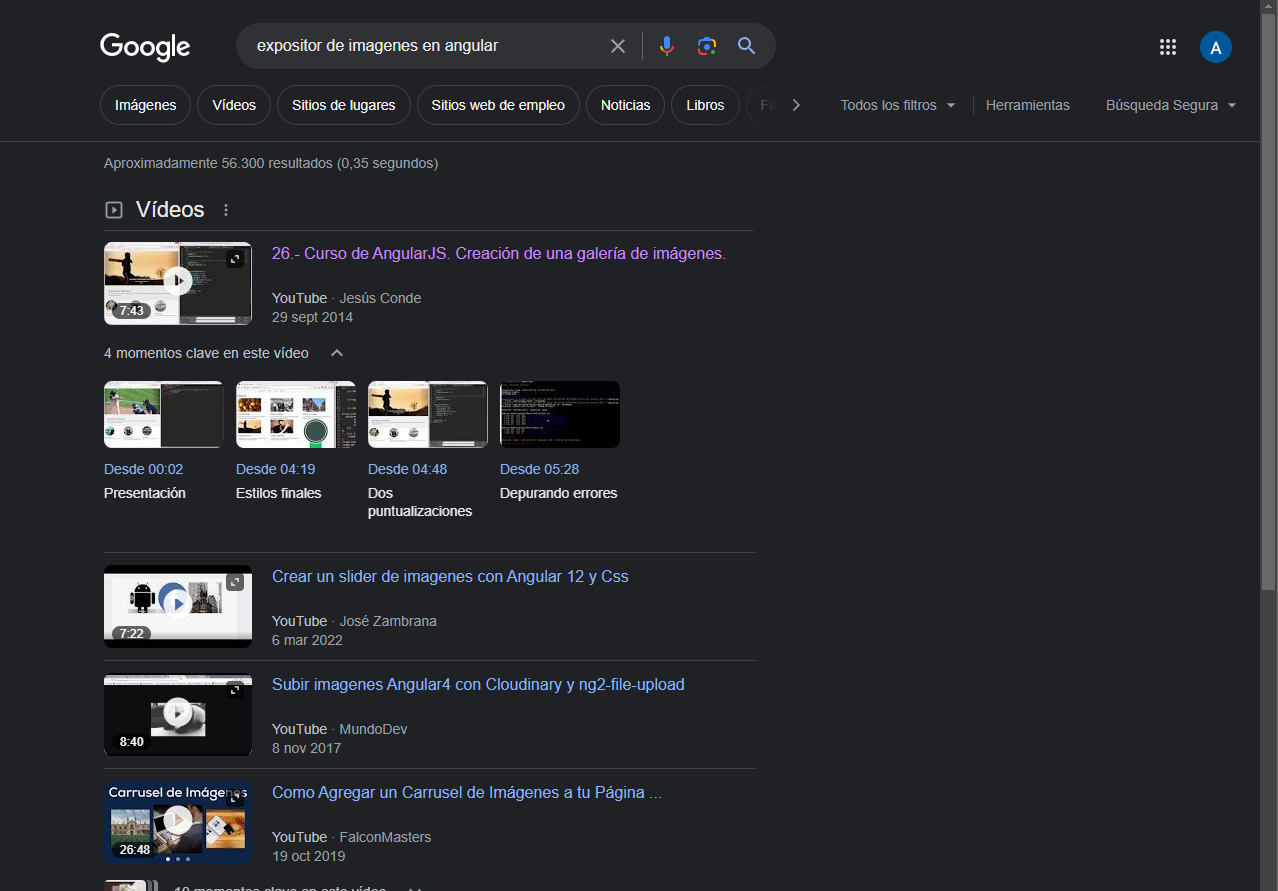 Google
expositor de imagenes en angular
A
Imágenes
Vídeos
Sitios de lugares
Sitios web de empleo
Noticias
Libros
Todos los filtros
Herramientas
Búsqueda Segura
Aproximadamente 56.300 resultados (0,35 segundos)
Vídeos
7:43
26.- Curso de AngularJS. Creación de una galería de imágenes.
YouTube · Jesús Conde
29 sept 2014
4 momentos clave en este vídeo
Desde 00:02
Presentación
Desde 04:19
Estilos finales
Desde 04:48
Dos
puntualizaciones
Desde 05:28
Depurando errores
7:22
Crear un slider de imagenes con Angular 12 y Css
YouTube · José Zambrana
6 mar 2022
8:40
Subir imagenes Angular4 con Cloudinary y ng2-file-upload
YouTube · MundoDev
8 nov 2017
Carrusel de Imágenes
26:48
Como Agregar un Carrusel de Imágenes a tu Página ...
YouTube · FalconMasters
19 oct 2019
10 momentos clave en este vídeo